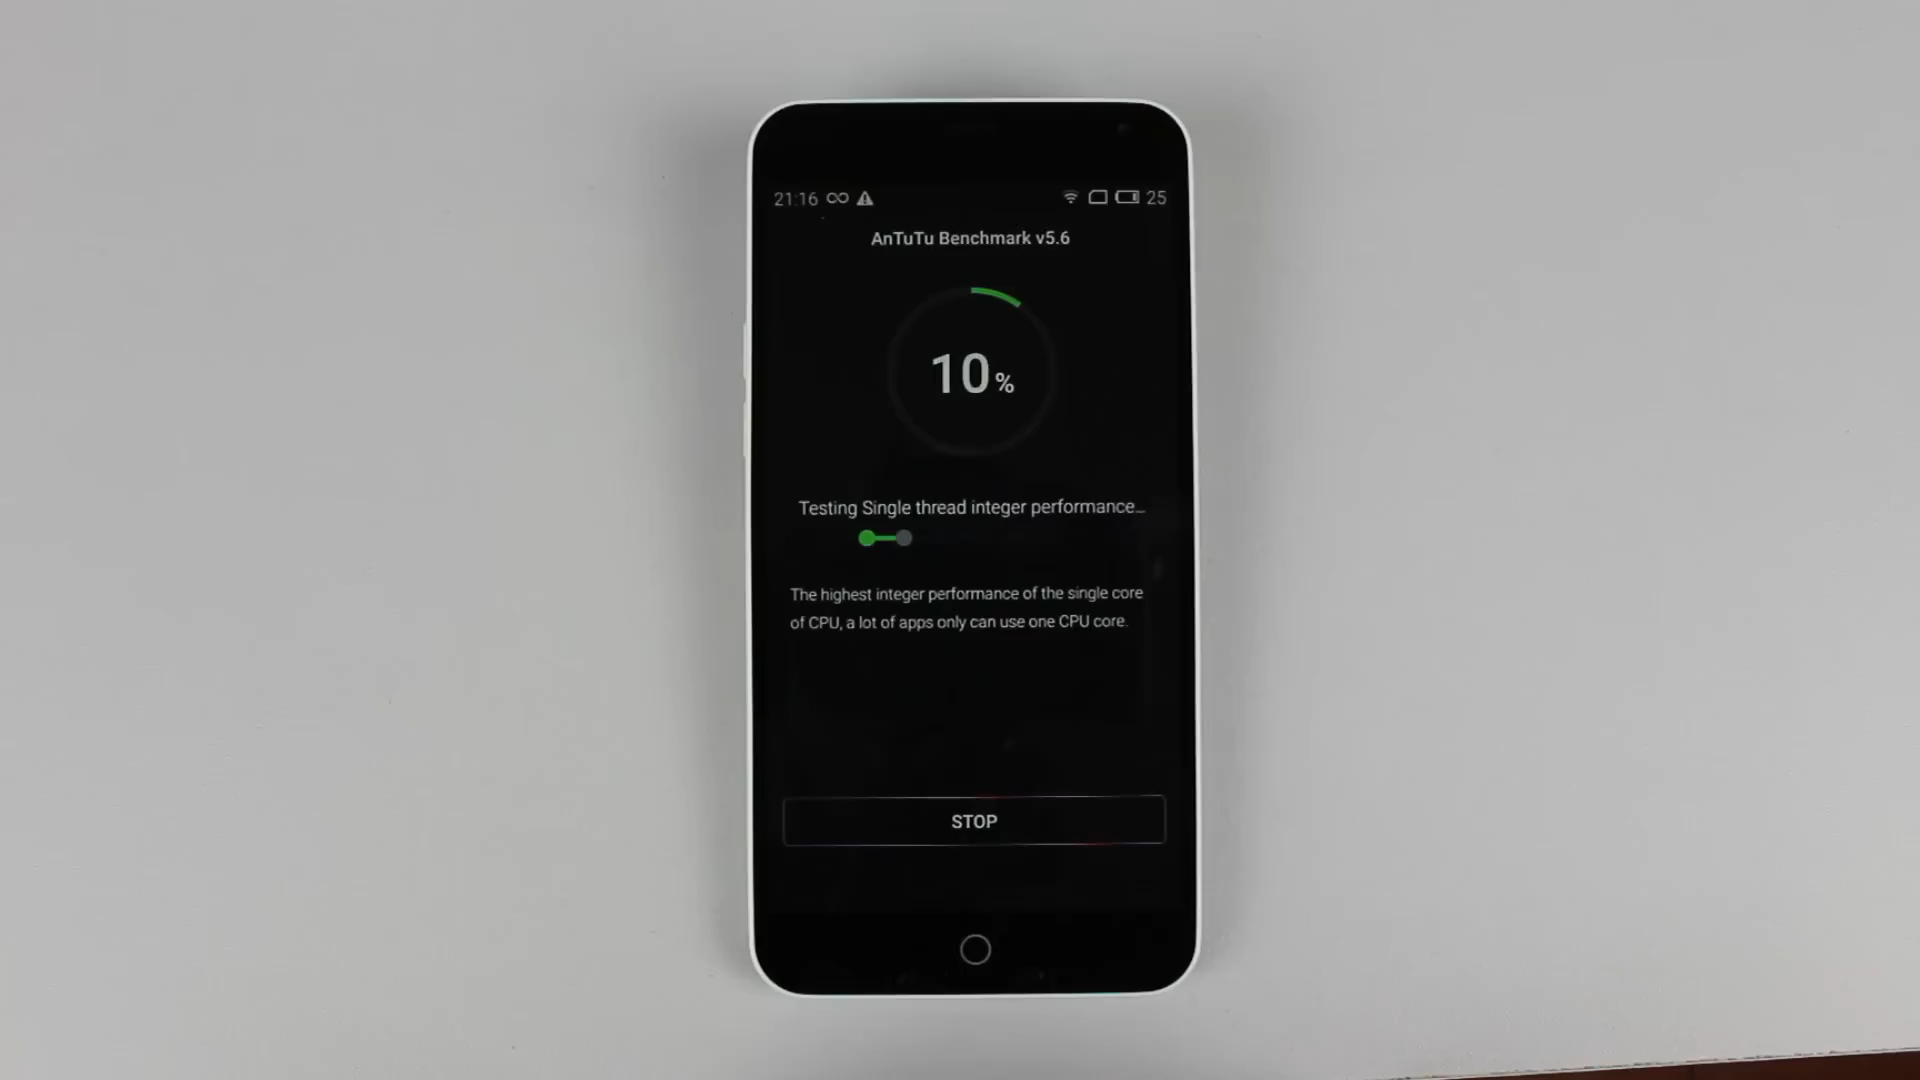 21:16 25
AnTuTu Benchmark v5.6
10%
Testing Single thread integer performance...
The highest integer performance of the single core
of CPU, a lot of apps only can use one CPU core.
STOP